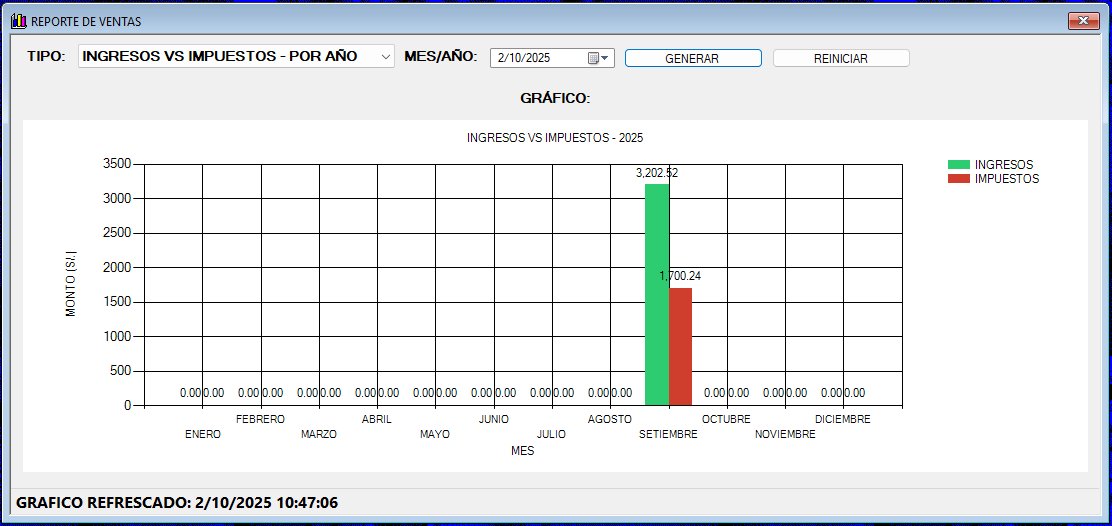 REPORTE DE VENTAS
TIPO: INGRESOS VS IMPUESTOS - POR AÑO MES/AÑO: 2/10/2025 GENERAR REINICIAR
GRÁFICO:
INGRESOS VS IMPUESTOS - 2025
INGRESOS
IMPUESTOS
MONTO (S/.)
3500
3000
2500
2000
1500
1000
500
0
3,202.52
1,700.24
0.00 0.00 0.00 0.00 0.00 0.00 0.00 0.00 0.00 0.00 0.00 0.00 0.00 0.00 0.00 0.00 0.00 0.00 0.00 0.00 0.00 0.00
ENERO FEBRERO MARZO ABRIL MAYO JUNIO JULIO AGOSTO SETIEMBRE OCTUBRE NOVIEMBRE DICIEMBRE
MES
GRAFICO REFRESCADO: 2/10/2025 10:47:06